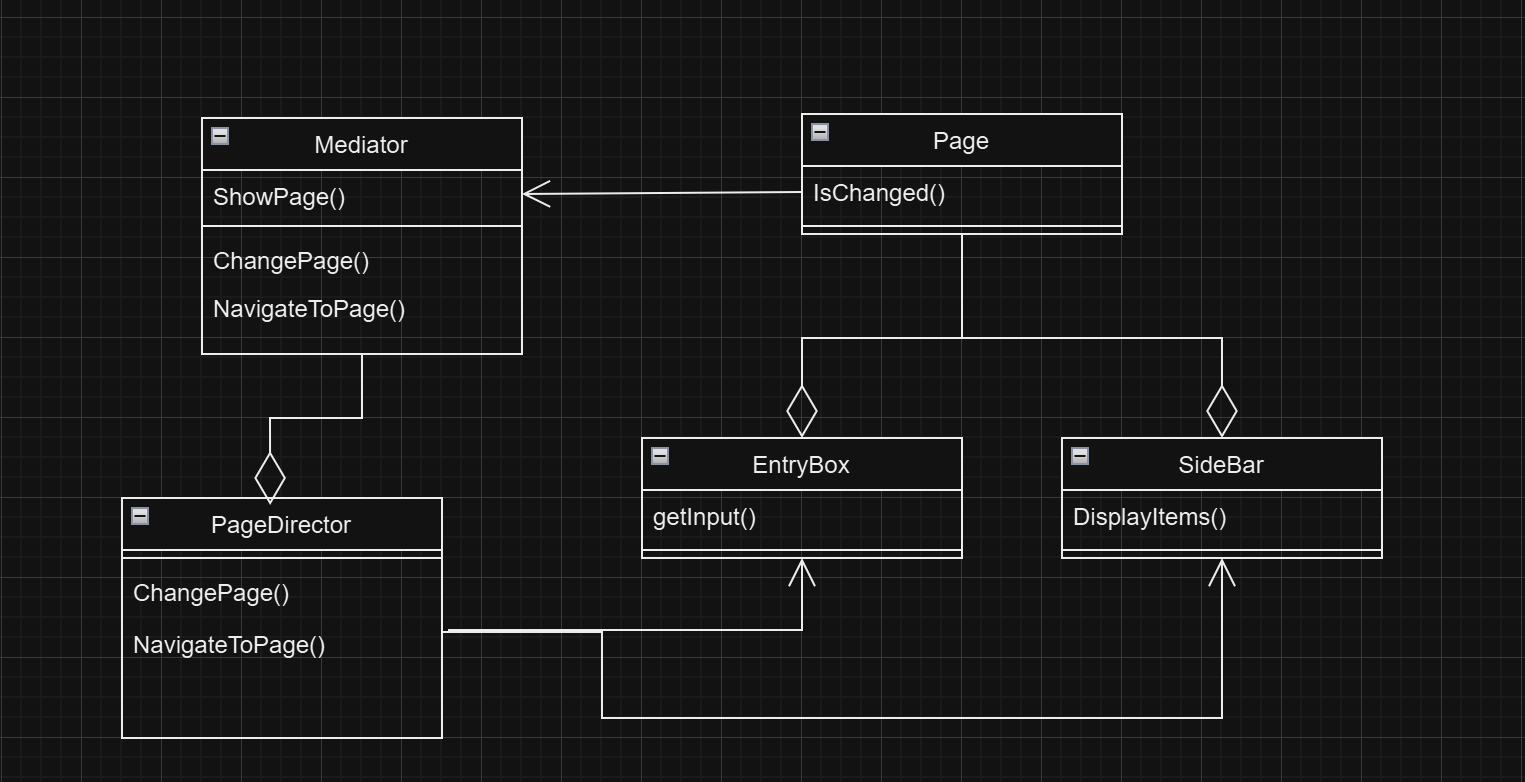 Mediator
ShowPage()
ChangePage()
NavigateToPage()
Page
IsChanged()
EntryBox
getInput()
SideBar
DisplayItems()
PageDirector
ChangePage()
NavigateToPage()